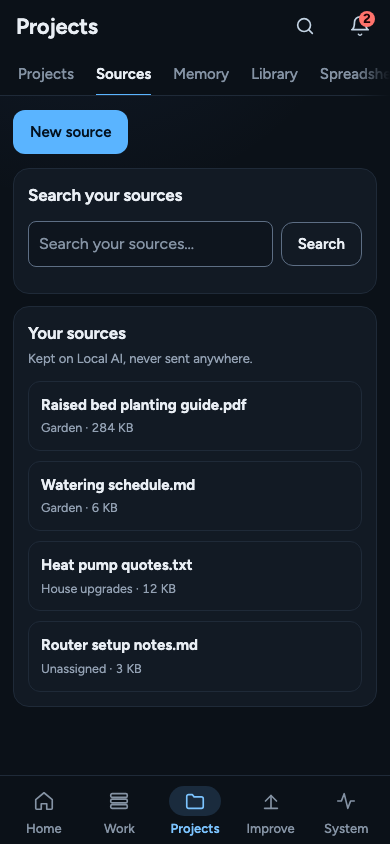 Projects
2
Projects Sources Memory Library Spreadshe
New source
Search your sources
Search your sources...
Search
Your sources
Kept on Local AI, never sent anywhere.
Raised bed planting guide.pdf
Garden · 284 KB
Watering schedule.md
Garden · 6 KB
Heat pump quotes.txt
House upgrades · 12 KB
Router setup notes.md
Unassigned · 3 KB
Home Work Projects Improve System